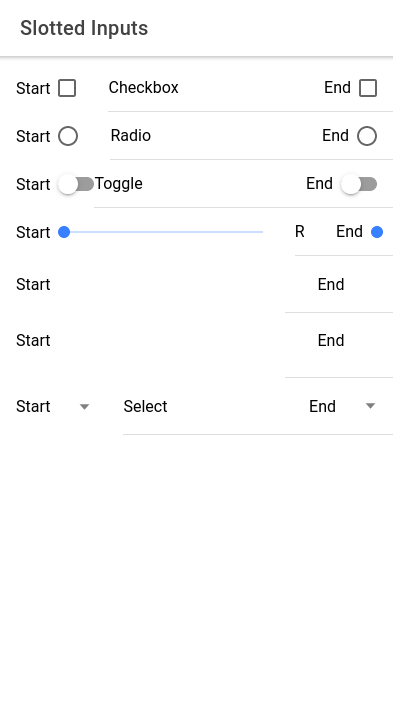 Slotted Inputs
Start Checkbox End
Start Radio End
Start Toggle End
Start R End
Start End
Start End
Start Select End